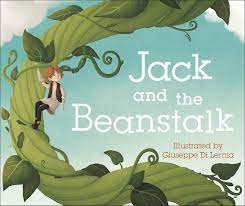 Jack
and the
Beanstalk
Illustrated by
Giuseppe Di Lernia